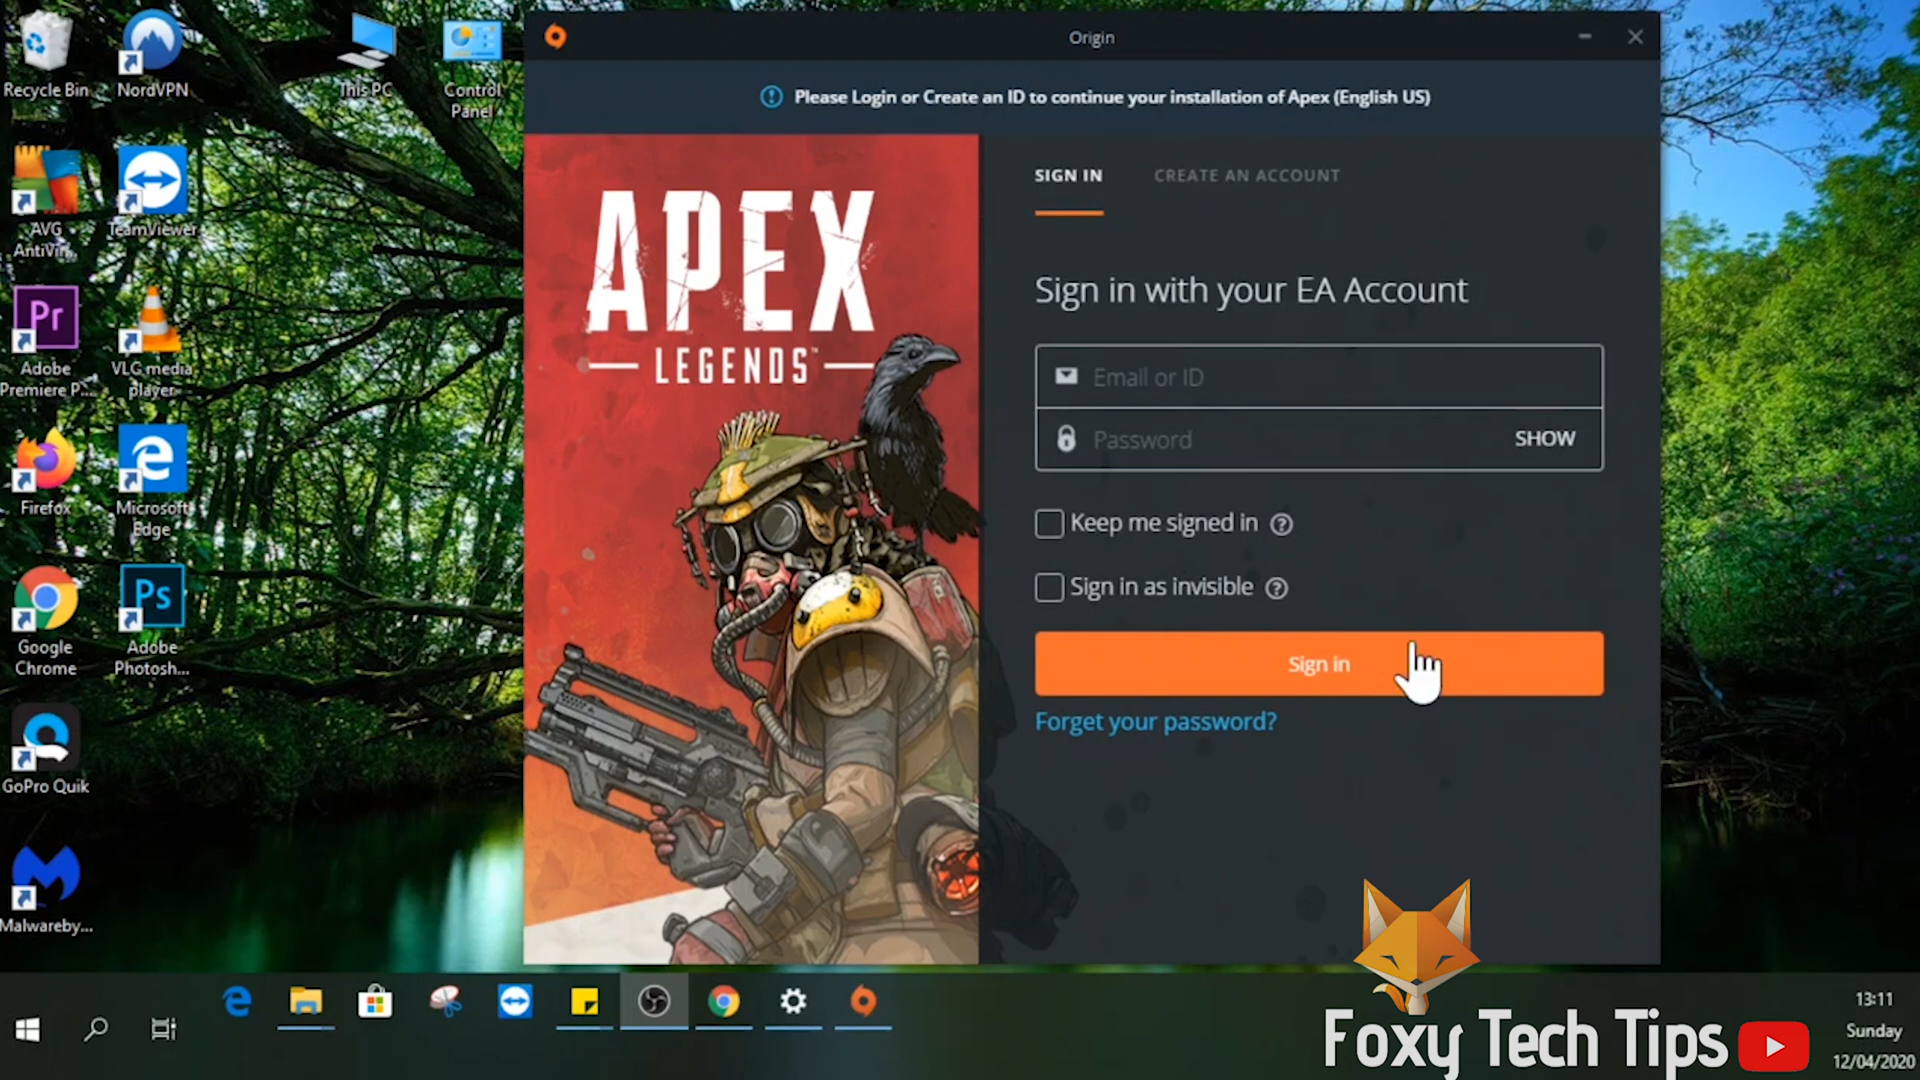 Recycle Bin
NordVPN
This PC
Control
Panel
AVG
AntiVir...
TeamViewer
Pr
Adobe
Premiere P...
VLC media
player
Firefox
Microsoft
Edge
Google
Chrome
Ps
Adobe
Photosh...
GoPro Quik
Malwareby...
Origin
Please Login or Create an ID to continue your installation of Apex (English US)
APEX
LEGENDS™
SIGN IN
CREATE AN ACCOUNT
Sign in with your EA Account
Email or ID
Password
SHOW
Keep me signed in
Sign in as invisible
Sign in
Forget your password?
Foxy Tech Tips
13:11
Sunday
12/04/2020